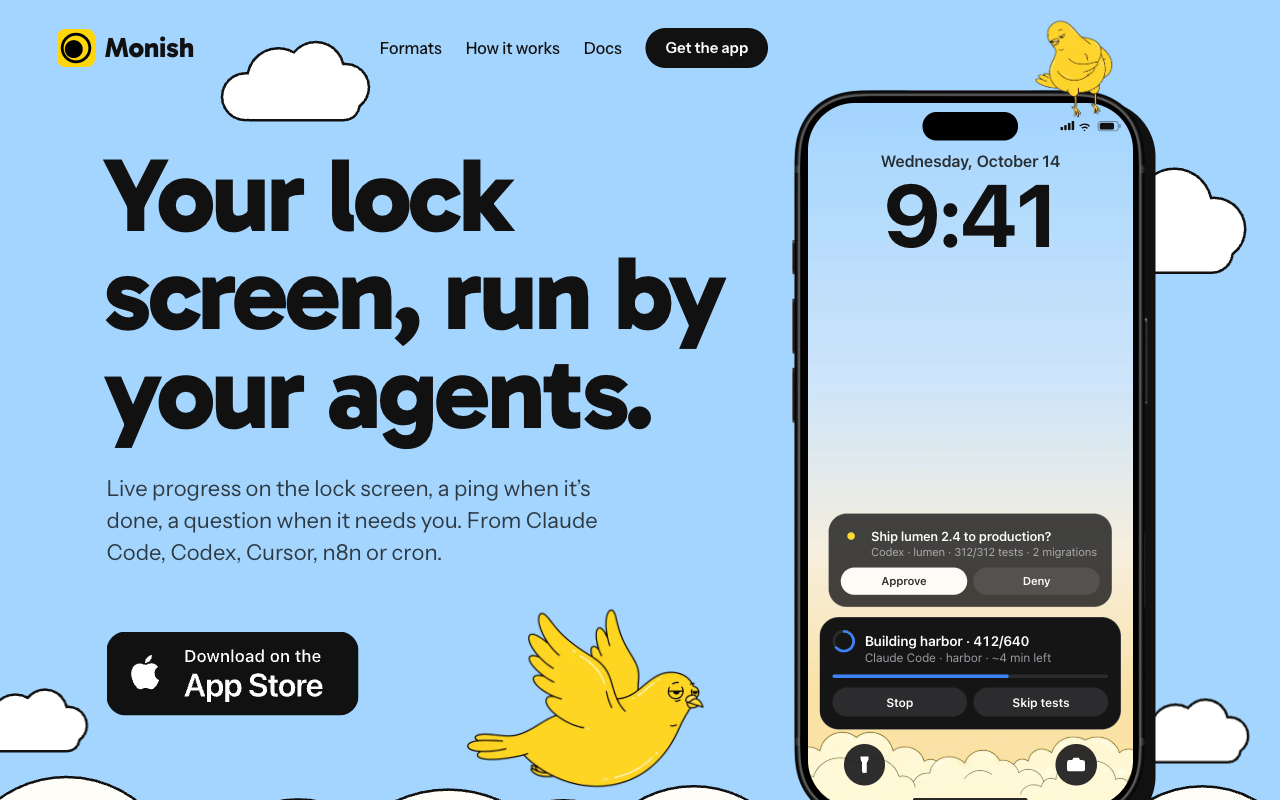 Monish
Formats
How it works
Docs
Get the app
Your lock
screen, run by
your agents.
Live progress on the lock screen, a ping when it’s
done, a question when it needs you. From Claude
Code, Codex, Cursor, n8n or cron.
Download on the
App Store
Wednesday, October 14
9:41
Ship lumen 2.4 to production?
Codex · lumen · 312/312 tests · 2 migrations
Approve
Deny
Building harbor · 412/640
Claude Code · harbor · ~4 min left
Stop
Skip tests